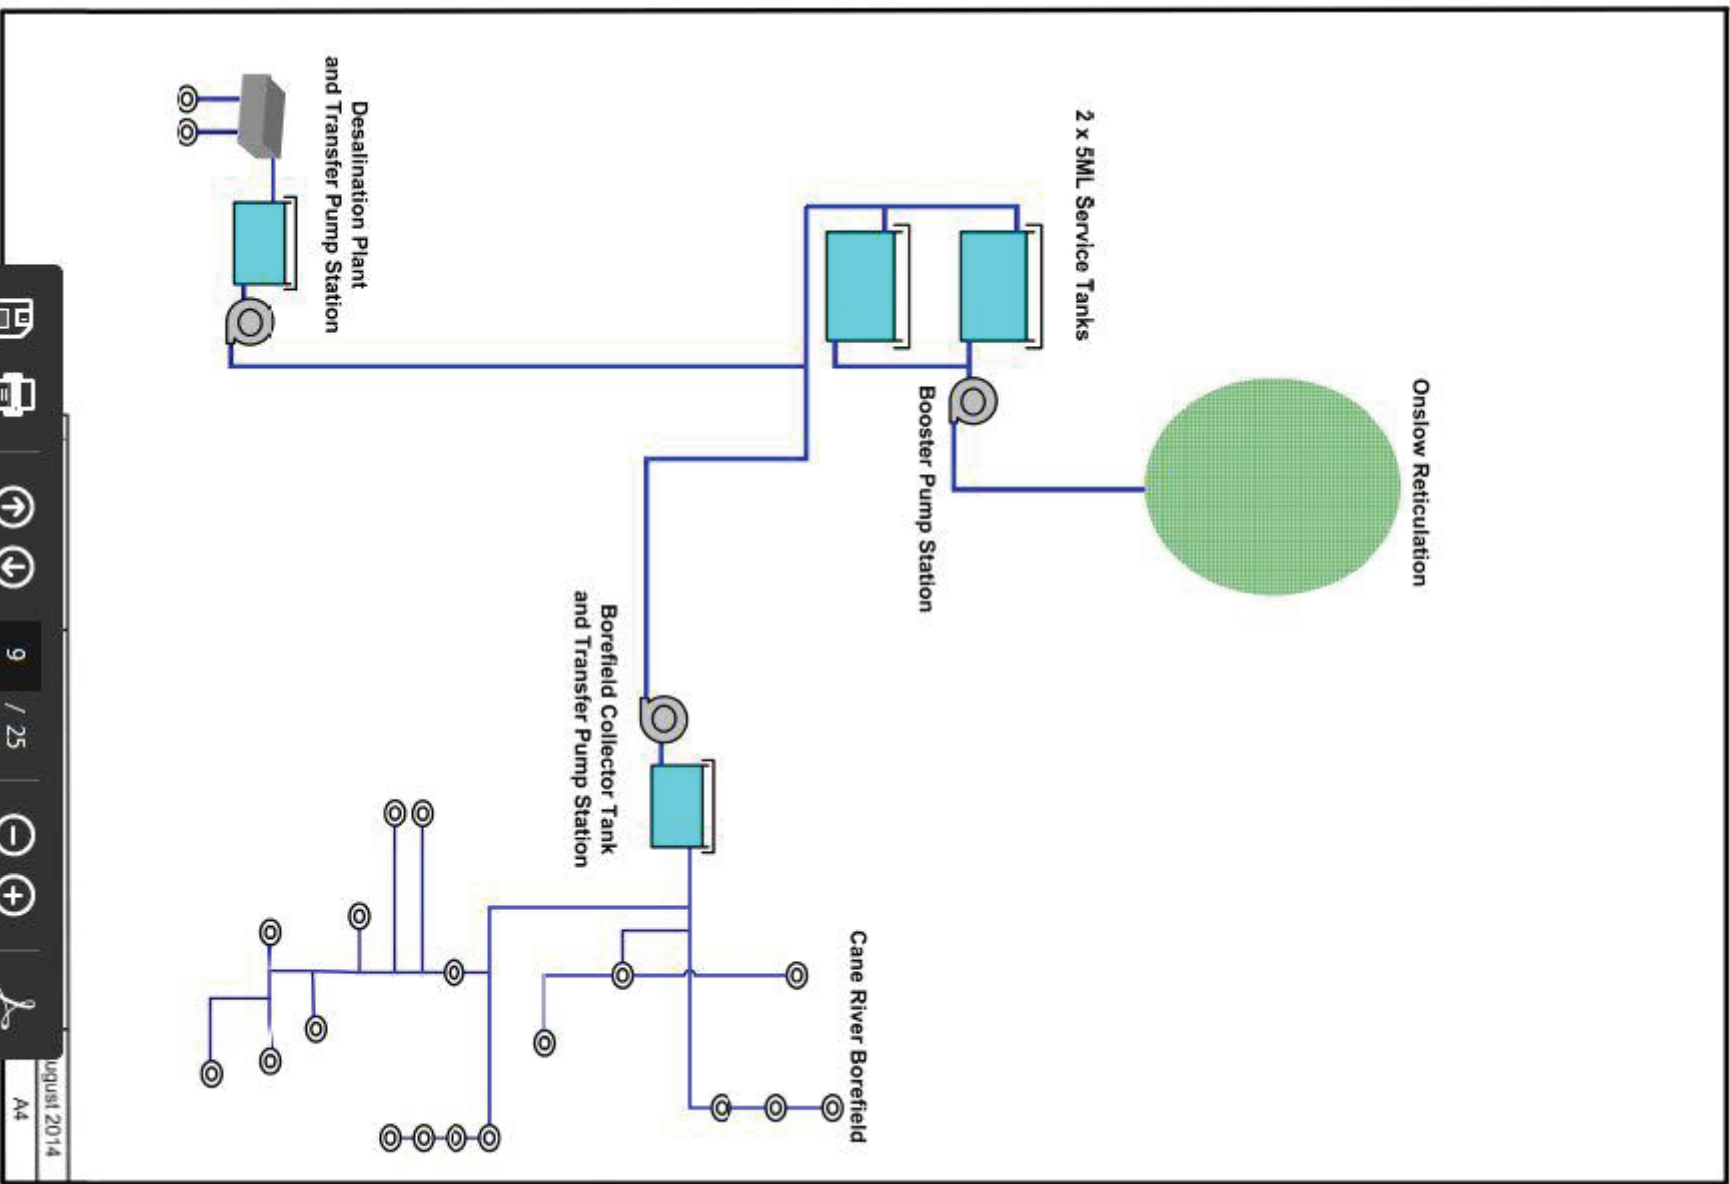 Onslow Reticulation
2 x 5ML Service Tanks
Booster Pump Station
Cane River Borefield
Borefield Collector Tank
and Transfer Pump Station
Desalination Plant
and Transfer Pump Station
ugust 2014
A4
9 / 25